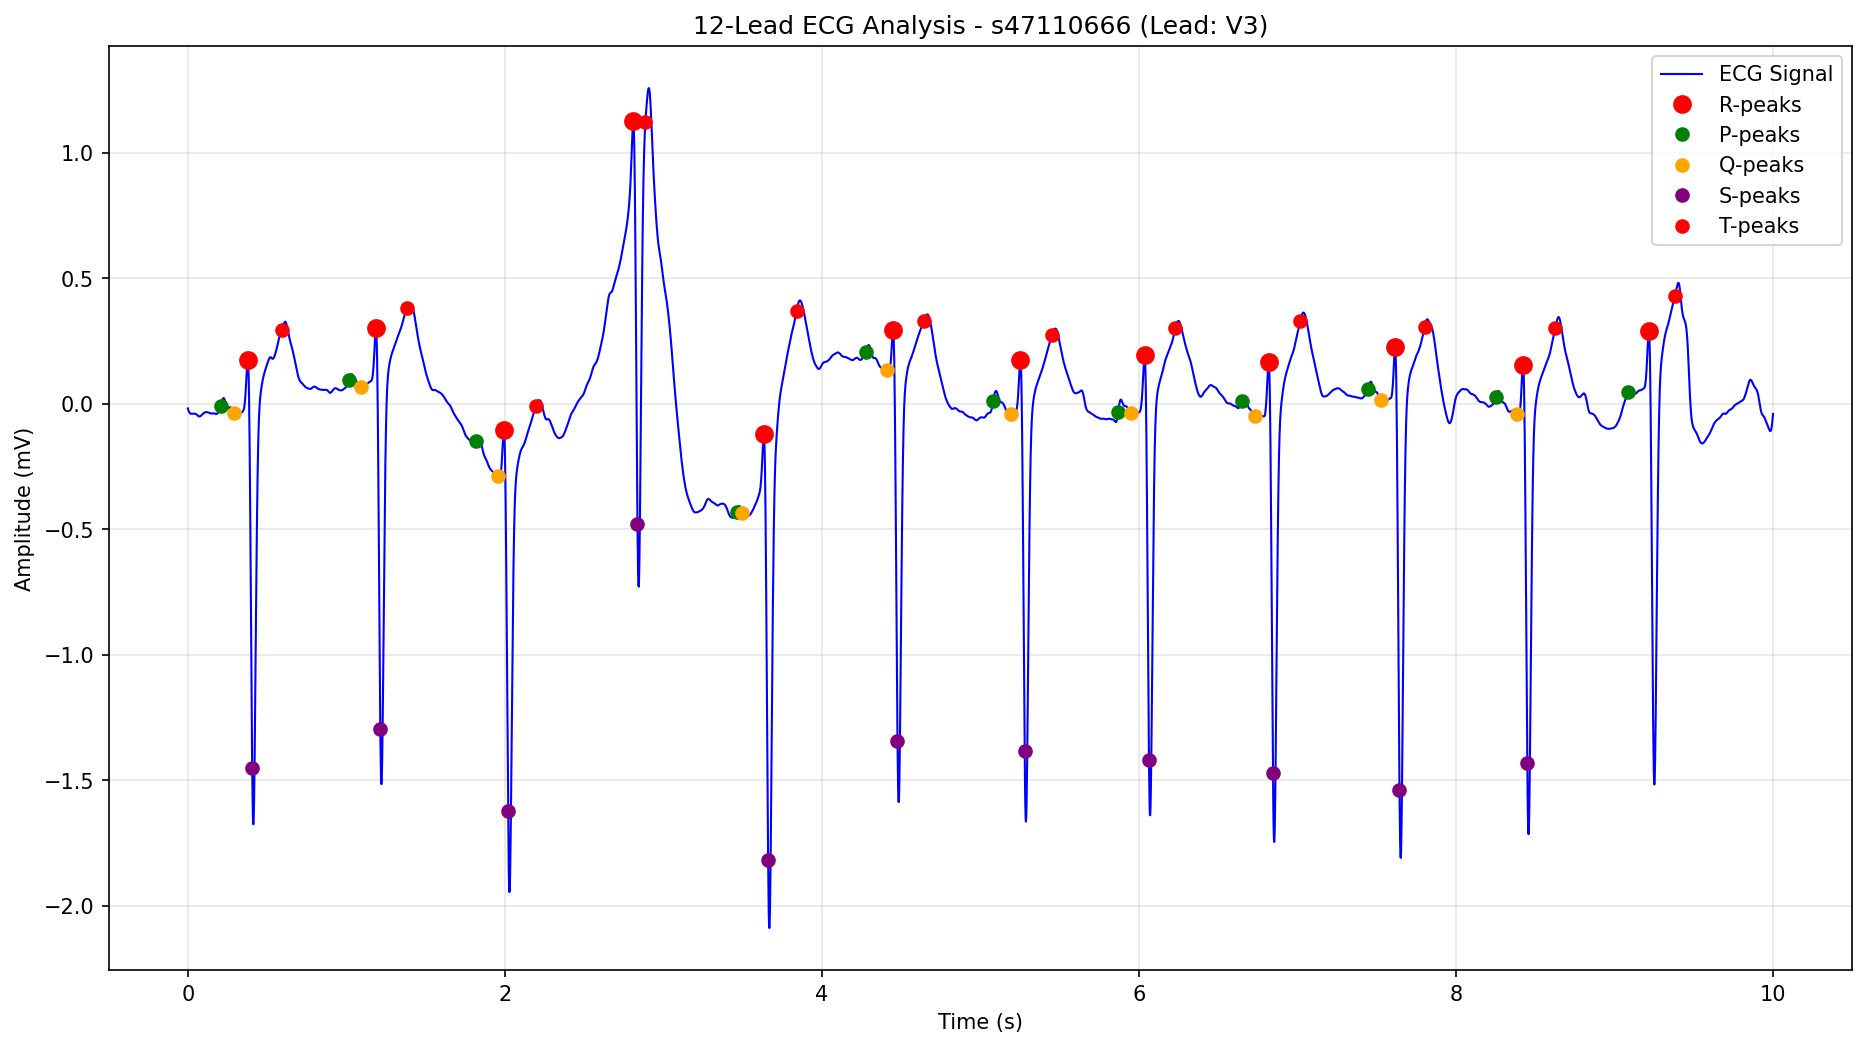 12-Lead ECG Analysis - s47110666 (Lead: V3)
ECG Signal
R-peaks
P-peaks
Q-peaks
S-peaks
T-peaks
Amplitude (mV)
1.0
0.5
0.0
−0.5
−1.0
−1.5
−2.0
0 2 4 6 8 10
Time (s)